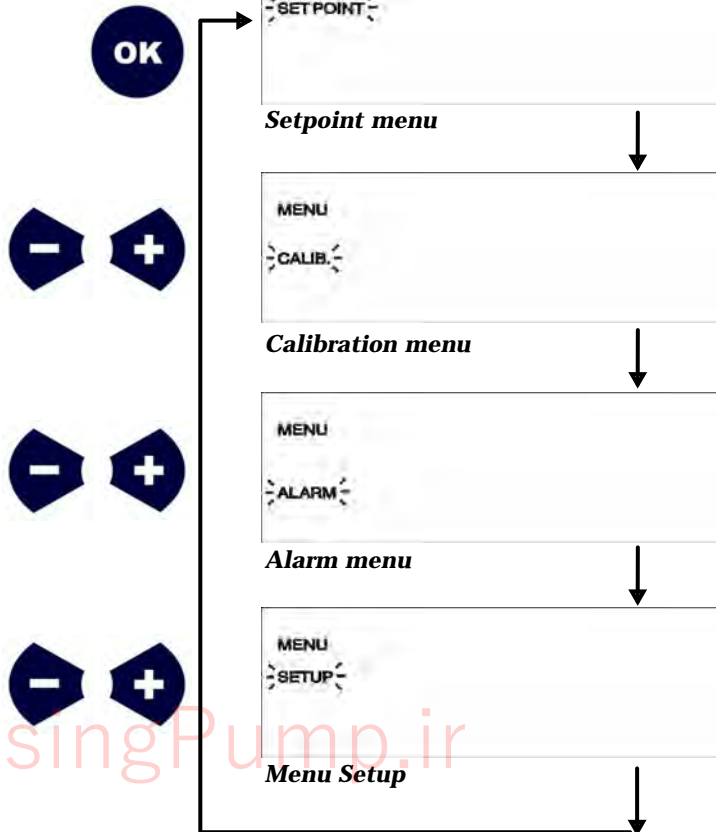 SETPOINT
OK
Setpoint menu
MENU
CALIB.
Calibration menu
MENU
ALARM
Alarm menu
MENU
SETUP
singPump.ir
Menu Setup